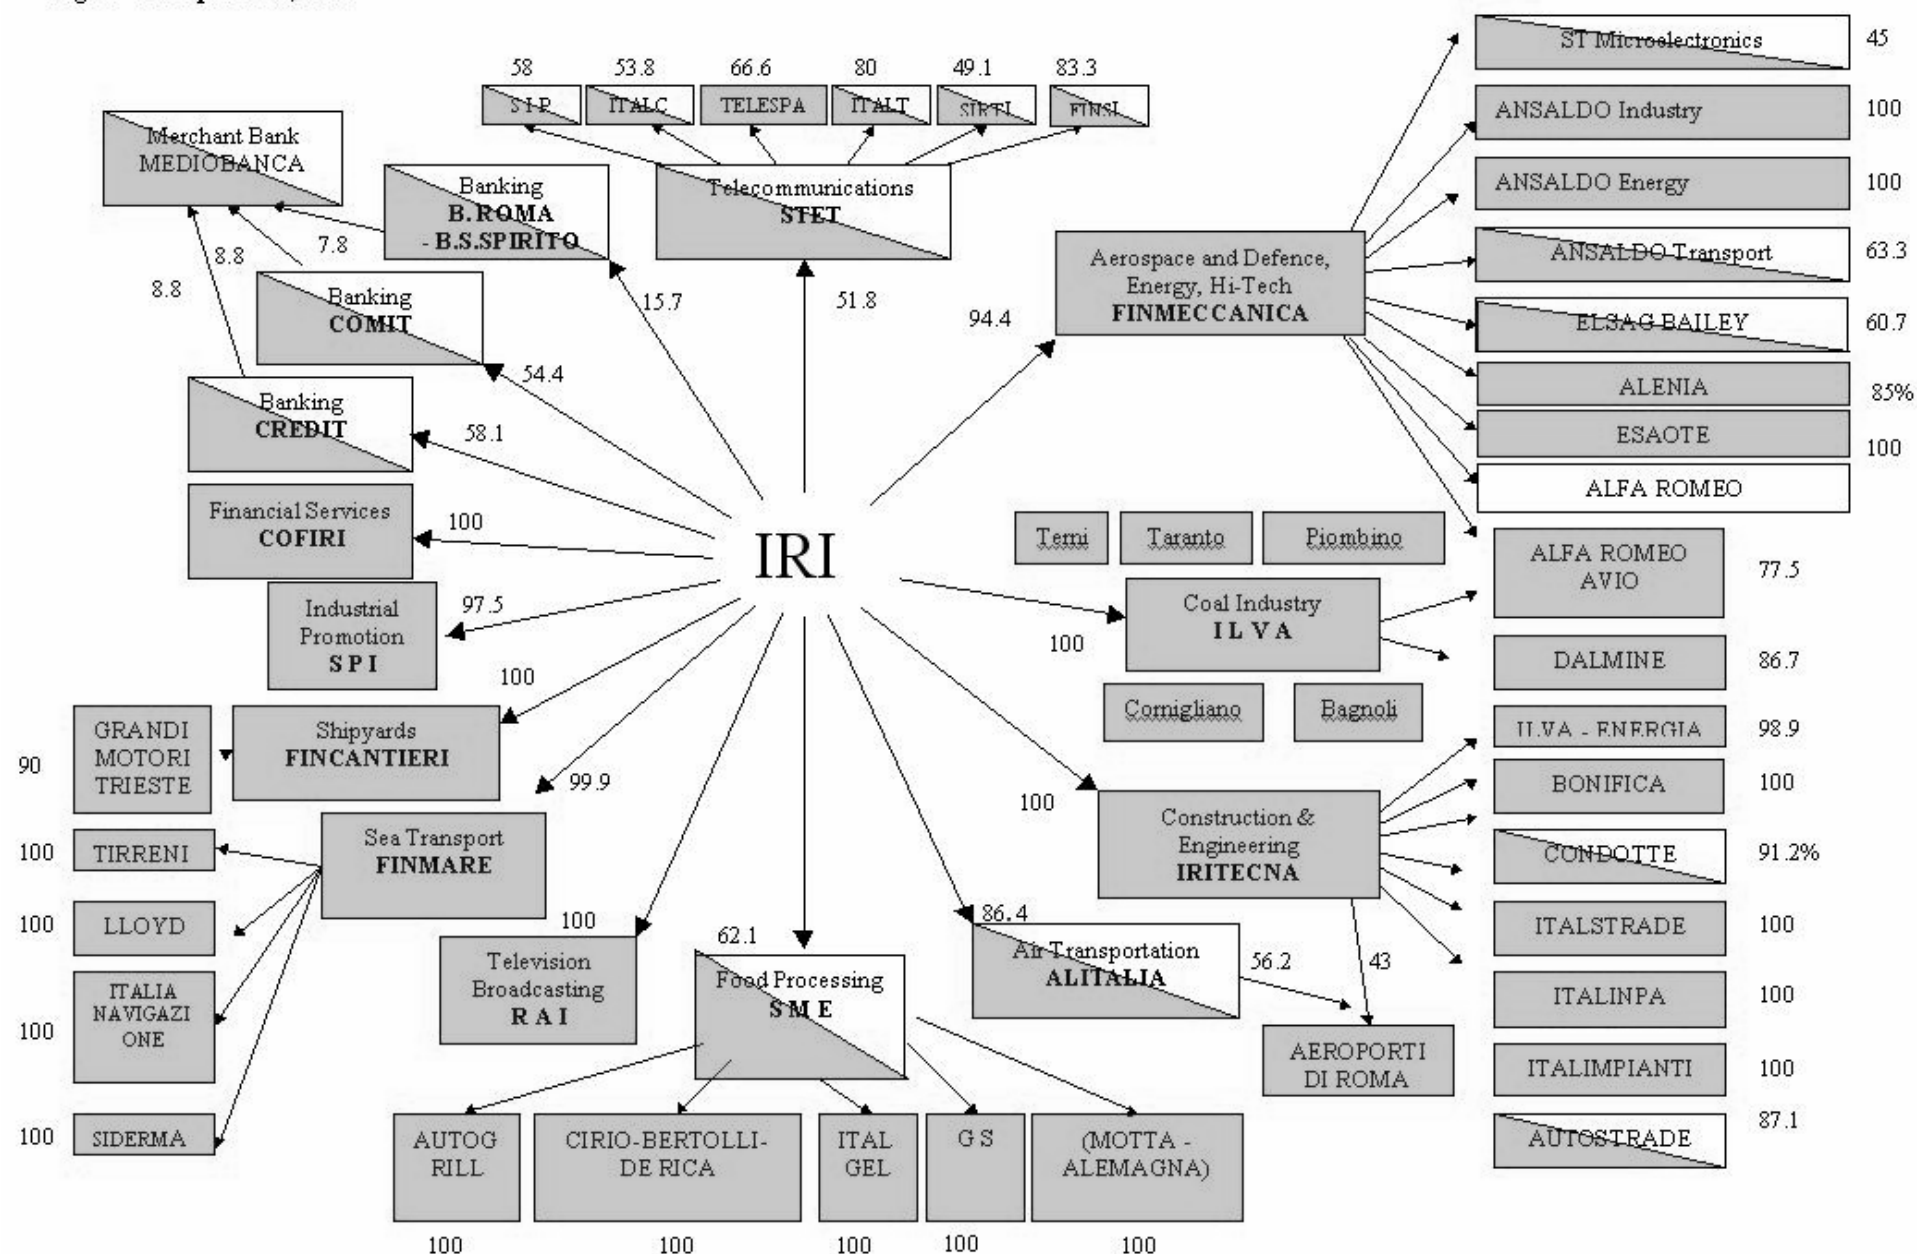 58
53.8
66.6
80
49.1
83.3
S I P
ITALC
TELESPA
ITALT
SIRTI
FINSI
ST Microelectronics
45
ANSALDO Industry
100
ANSALDO Energy
100
ANSALDO Transport
63.3
ELSAG BAILEY
60.7
ALENIA
85%
ESAOTE
100
ALFA ROMEO
Merchant Bank
MEDIOBANCA
Banking
B. ROMA
- B.S.SPIRITO
Telecommunications
STET
Aerospace and Defence,
Energy, Hi-Tech
FINMECCANICA
7.8
8.8
8.8
15.7
51.8
94.4
Banking
COMIT
54.4
Banking
CREDIT
58.1
Financial Services
COFIRI
100
IRI
Industrial
Promotion
S P I
97.5
Terni
Taranto
Piombino
Coal Industry
I L V A
100
Cornigliano
Bagnoli
ALFA ROMEO
AVIO
77.5
DALMINE
86.7
ILVA - ENERGIA
98.9
BONIFICA
100
CONDOTTE
91.2%
ITALSTRADE
100
ITALINPA
100
ITALIMPIANTI
100
AUTOSTRADE
87.1
100
Shipyards
FINCANTIERI
GRANDI
MOTORI
TRIESTE
90
99.9
Sea Transport
FINMARE
100
TIRRENI
100
LLOYD
100
ITALIA
NAVIGAZI
ONE
100
SIDERMA
100
Construction &
Engineering
IRITECNA
100
Television
Broadcasting
R A I
62.1
Food Processing
S M E
86.4
Air Transportation
ALITALIA
56.2
43
AEROPORTI
DI ROMA
AUTOG
RILL
CIRIO-BERTOLLI-
DE RICA
ITAL
GEL
G S
(MOTTA -
ALEMAGNA)
100
100
100
100
100